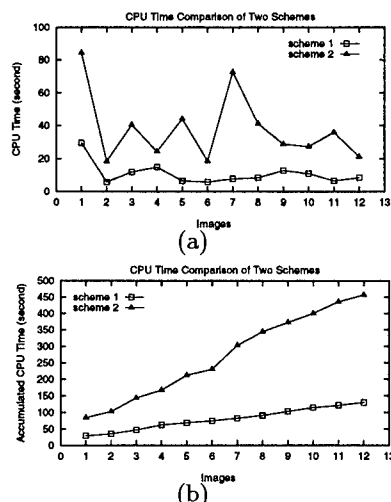 CPU Time Comparison of Two Schemes
scheme 1
scheme 2
100
80
60
40
20
0
CPU Time (second)
0 1 2 3 4 5 6 7 8 9 10 11 12 13
Images
(a)
CPU Time Comparison of Two Schemes
scheme 1
scheme 2
500
450
400
350
300
250
200
150
100
50
0
Accumulated CPU Time (second)
0 1 2 3 4 5 6 7 8 9 10 11 12 13
Images
(b)